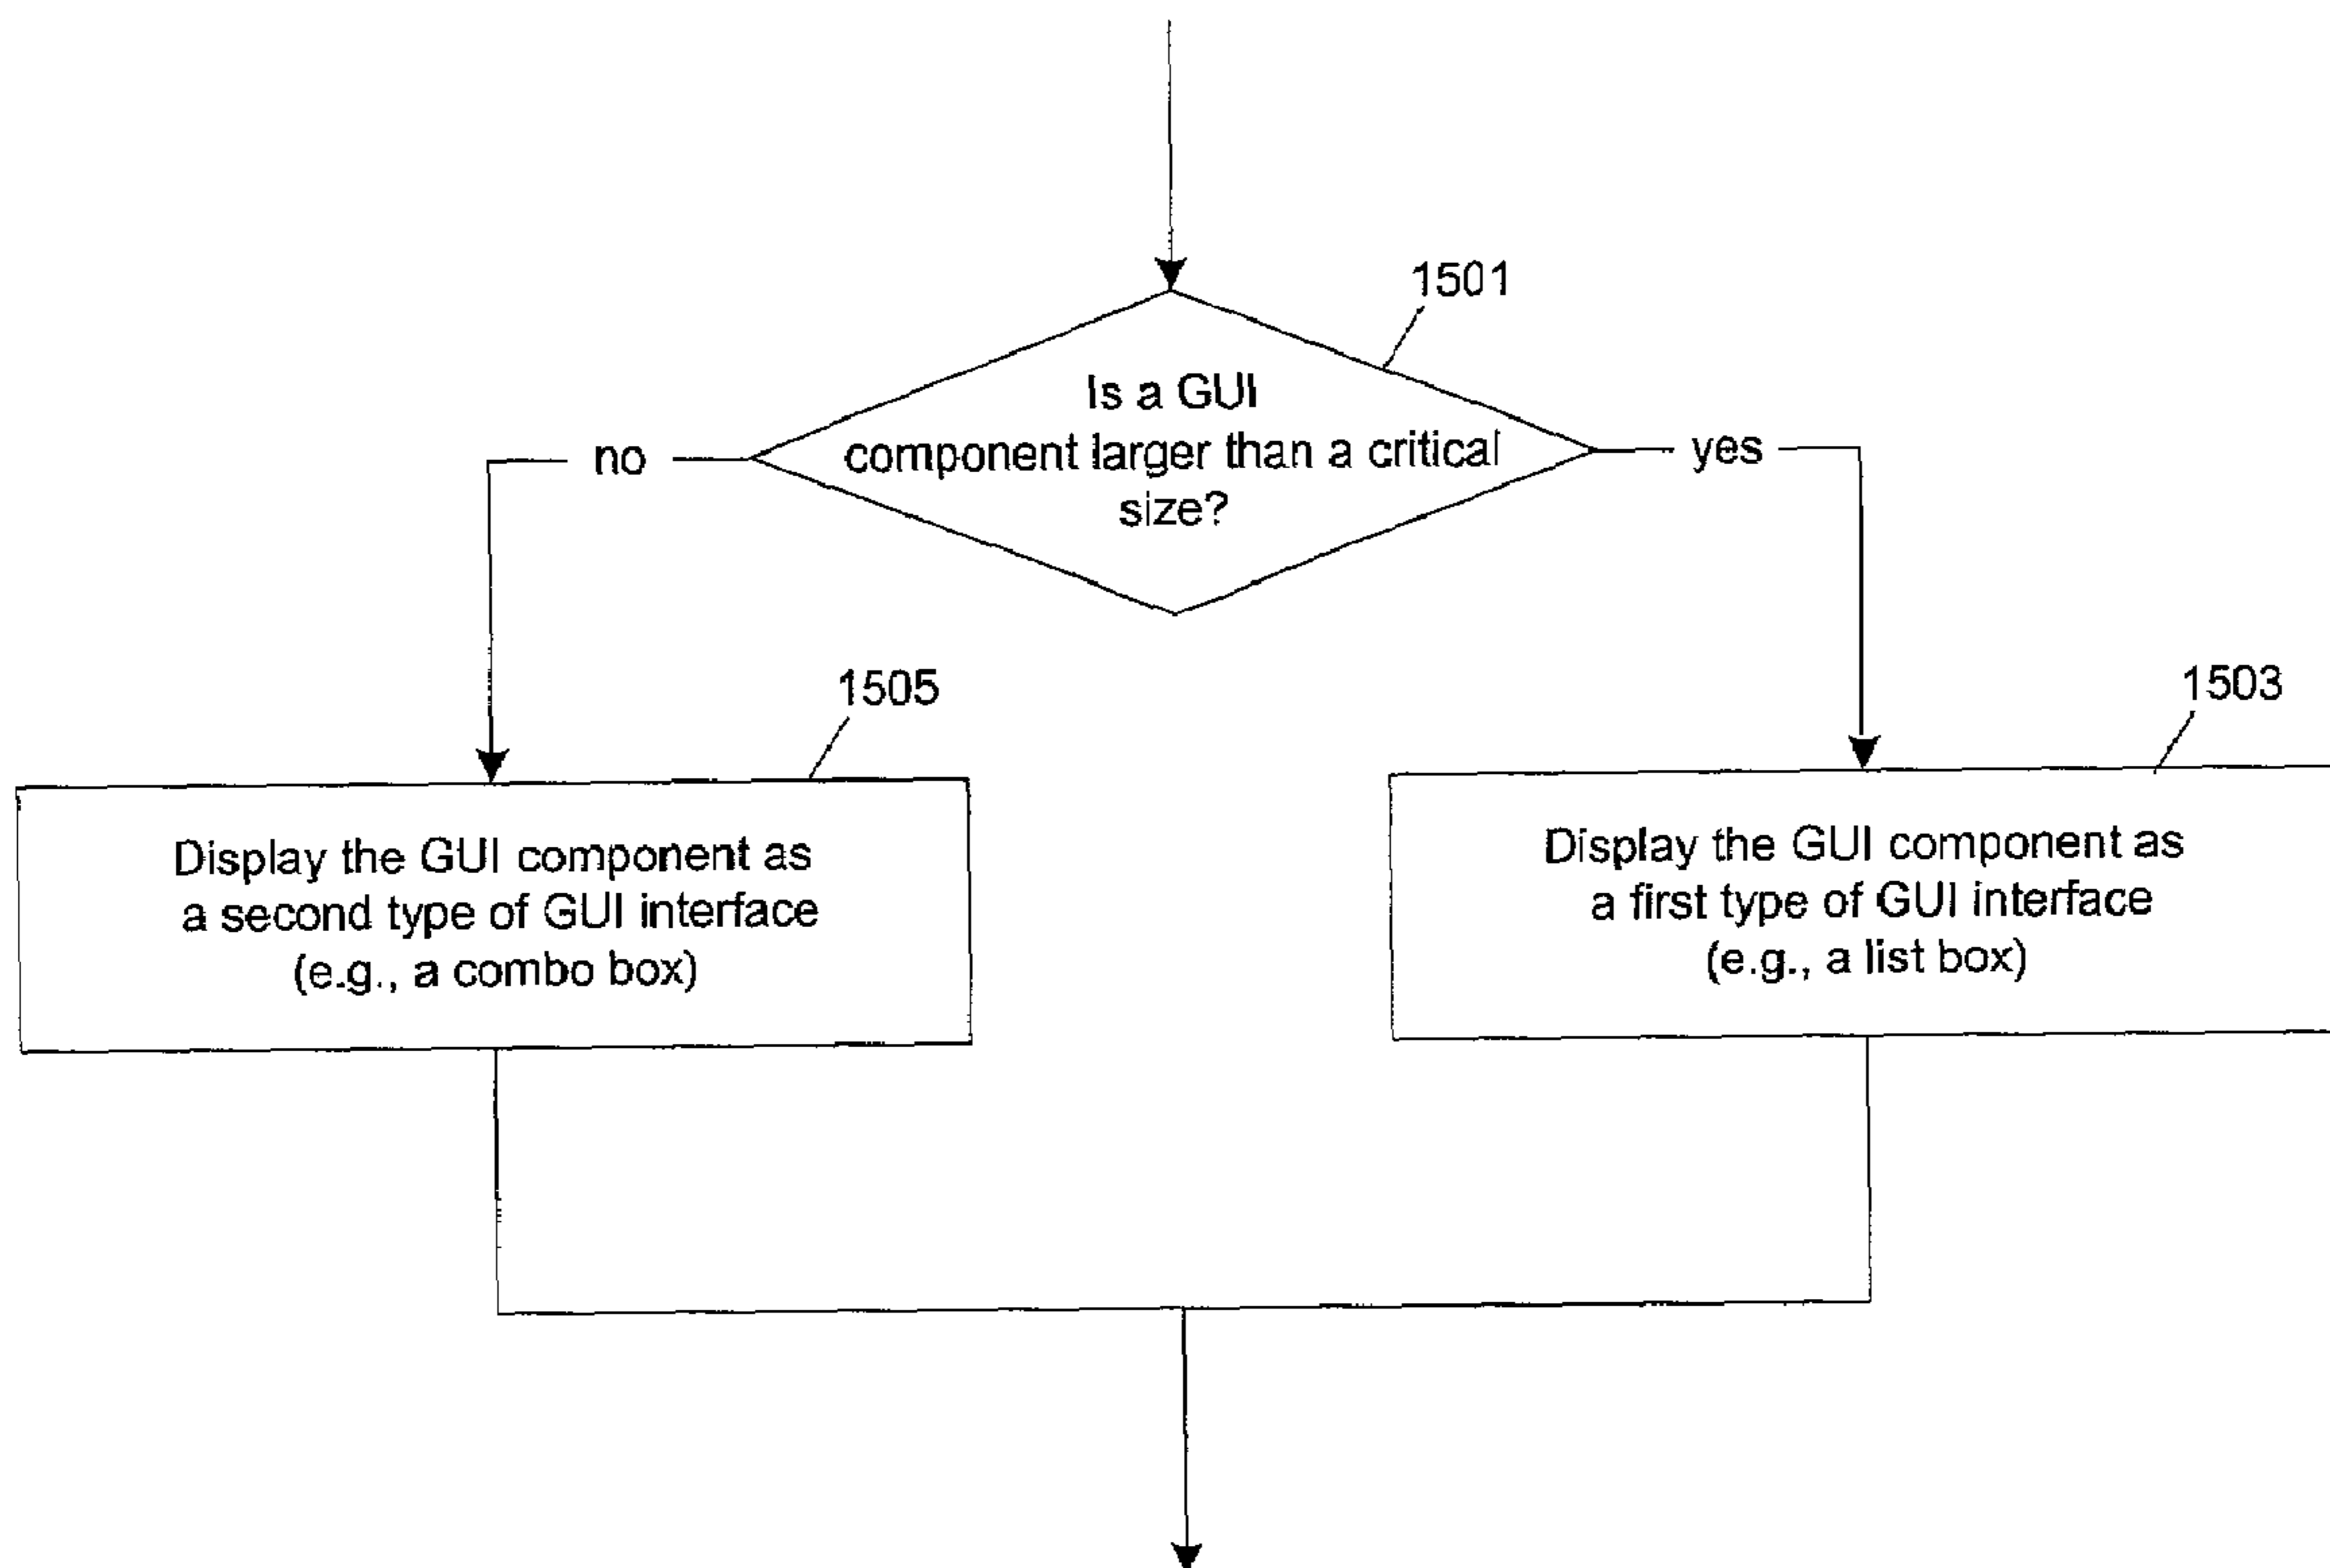 1501
Is a GUI
component larger than a critical
size?
no
yes
1505
1503
Display the GUI component as
a second type of GUI interface
(e.g., a combo box)
Display the GUI component as
a first type of GUI interface
(e.g., a list box)